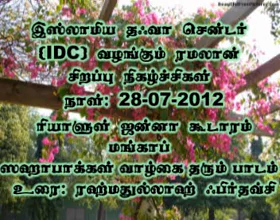 இஸ்லாமிய தஃவா சென்டர்
{IDC} வழங்கும் ரமலான்
சிறப்பு நிகழ்ச்சிகள்
நாள்: 28-07-2012
ரியாளுள் ஜன்னா கூடாரம்
மங்காப்
ஸஹாபாக்கள் வாழ்கை தரும் பாடம்
உரை: ரஹ்மதுல்லாஹ் ஃபிர்தவ்சி